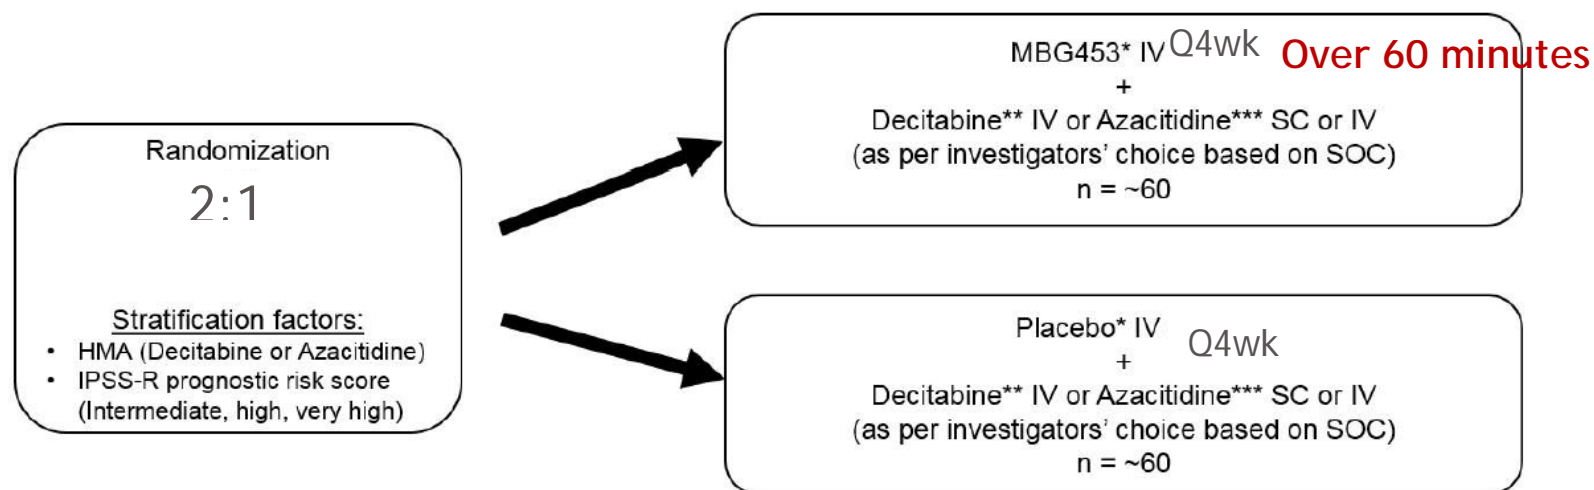 Randomization
2:1
Stratification factors:
• HMA (Decitabine or Azacitidine)
• IPSS-R prognostic risk score
(Intermediate, high, very high)
MBG453* IV Q4wk Over 60 minutes
+
Decitabine** IV or Azacitidine*** SC or IV
(as per investigators' choice based on SOC)
n = ~60
Placebo* IV Q4wk
+
Decitabine** IV or Azacitidine*** SC or IV
(as per investigators' choice based on SOC)
n = ~60